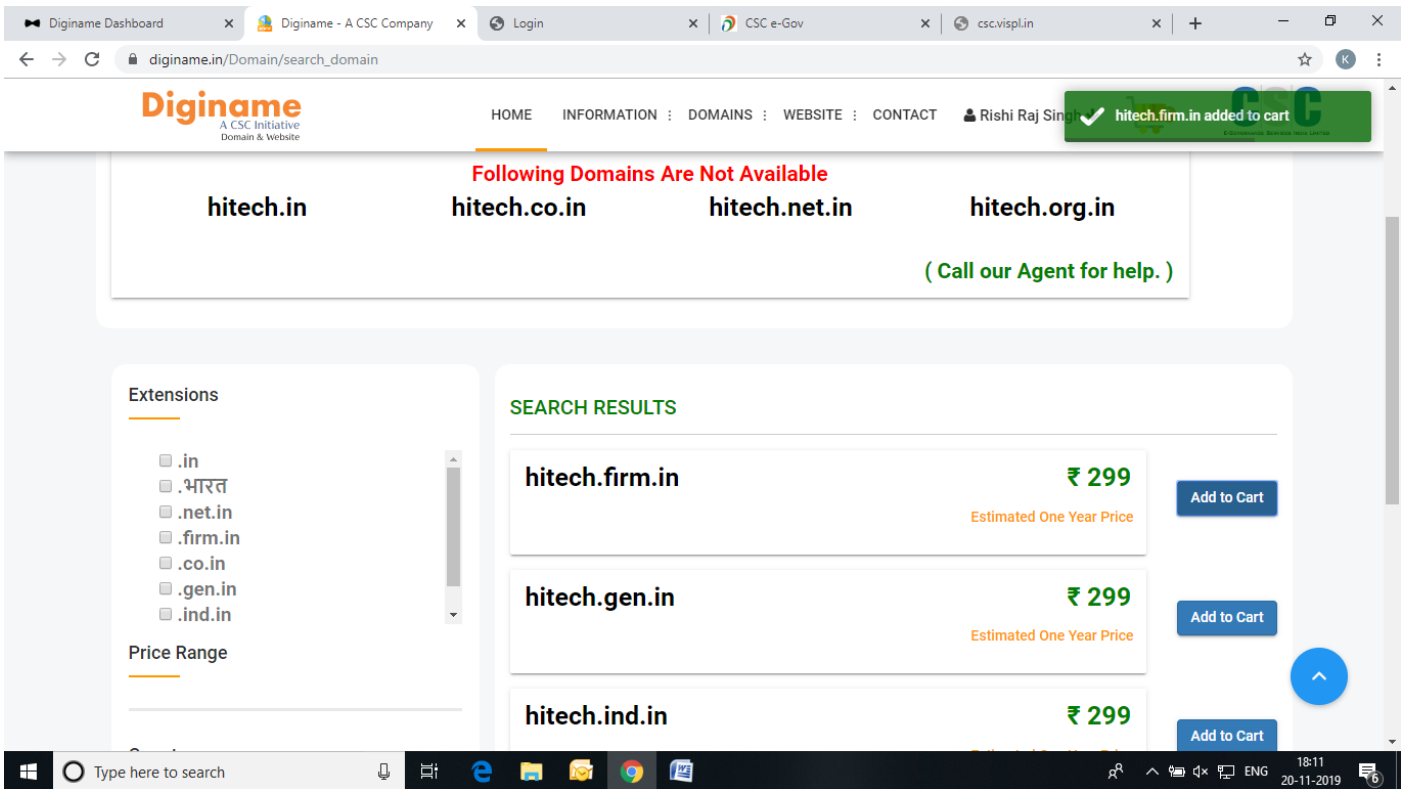 Diginame Dashboard
Diginame - A CSC Company
Login
CSC e-Gov
csc.vispl.in
diginame.in/Domain/search_domain
K
Diginame
A CSC Initiative
Domain & Website
HOME
INFORMATION :
DOMAINS :
WEBSITE :
CONTACT
Rishi Raj Singh
hitech.firm.in added to cart
CSC
Following Domains Are Not Available
hitech.in
hitech.co.in
hitech.net.in
hitech.org.in
( Call our Agent for help. )
Extensions
.in
.भारत
.net.in
.firm.in
.co.in
.gen.in
.ind.in
Price Range
SEARCH RESULTS
hitech.firm.in
₹ 299
Estimated One Year Price
Add to Cart
hitech.gen.in
₹ 299
Estimated One Year Price
Add to Cart
hitech.ind.in
₹ 299
Add to Cart
Type here to search
ENG
18:11
20-11-2019
6